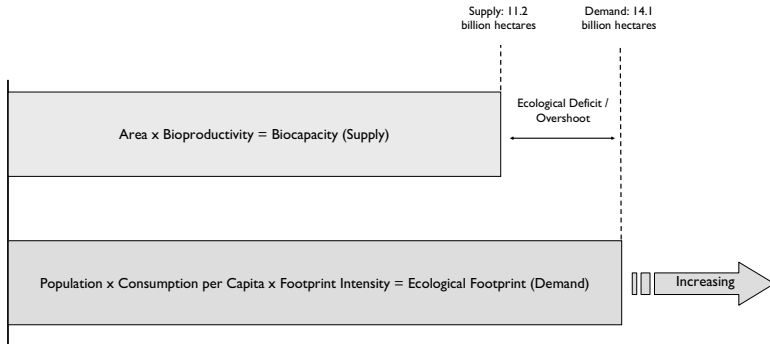 Supply: 11.2
billion hectares
Demand: 14.1
billion hectares
Ecological Deficit /
Overshoot
Area x Bioproductivity = Biocapacity (Supply)
Population x Consumption per Capita x Footprint Intensity = Ecological Footprint (Demand)
Increasing